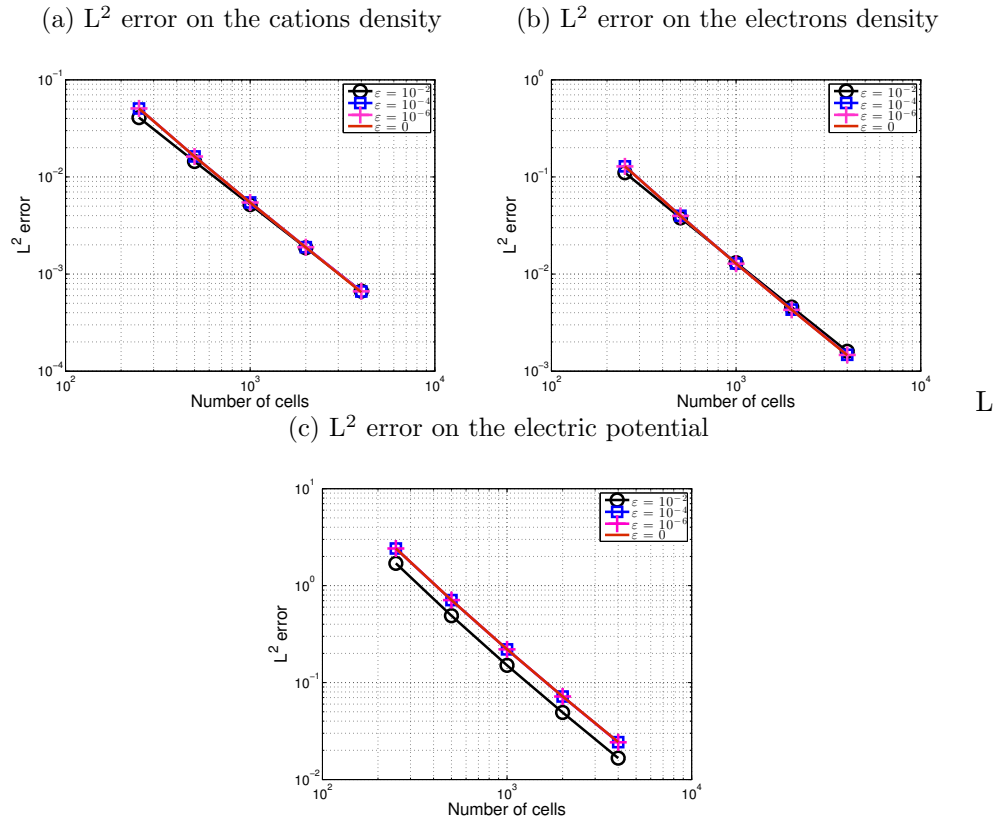 (a) L² error on the cations density
10⁻¹
10⁻²
10⁻³
10⁻⁴
L² error
10² 10³ 10⁴
Number of cells
ε = 10⁻²
ε = 10⁻⁴
ε = 10⁻⁶
ε = 0
(b) L² error on the electrons density
10⁰
10⁻¹
10⁻²
10⁻³
L² error
10² 10³ 10⁴
Number of cells
ε = 10⁻²
ε = 10⁻⁴
ε = 10⁻⁶
ε = 0
L
(c) L² error on the electric potential
10¹
10⁰
10⁻¹
10⁻²
L² error
10² 10³ 10⁴
Number of cells
ε = 10⁻²
ε = 10⁻⁴
ε = 10⁻⁶
ε = 0